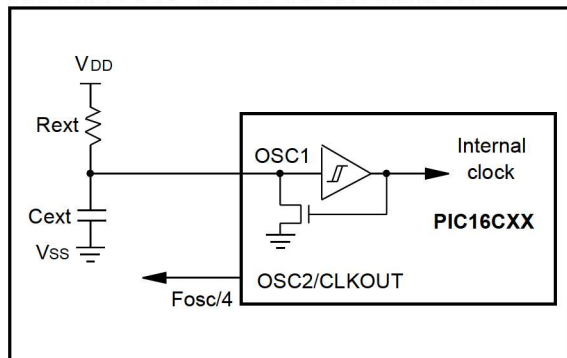 VDD
Rext
OSC1
Internal
clock
Cext
PIC16CXX
VSS
OSC2/CLKOUT
Fosc/4